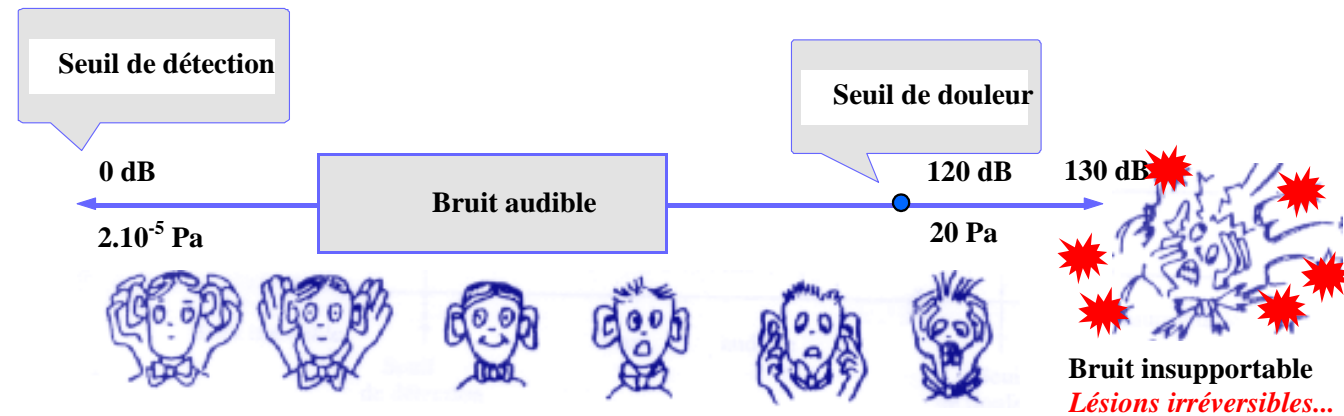 Seuil de détection
Seuil de douleur
0 dB
120 dB
130 dB
Bruit audible
2.10⁻⁵ Pa
20 Pa
Bruit insupportable
Lésions irréversibles...